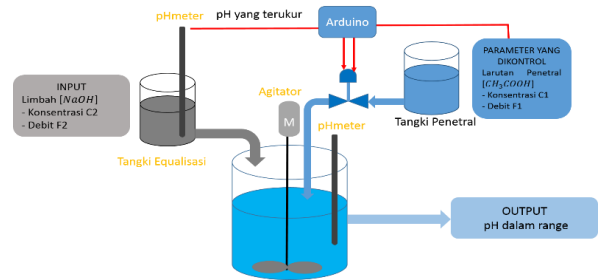 pHmeter
pH yang terukur
Arduino
PARAMETER YANG
DIKONTROL
Larutan Penetral
[CH₃COOH]
- Konsentrasi C1
- Debit F1
INPUT
Limbah [NaOH]
- Konsentrasi C2
- Debit F2
Agitator
M
pHmeter
Tangki Penetral
Tangki Equalisasi
OUTPUT
pH dalam range